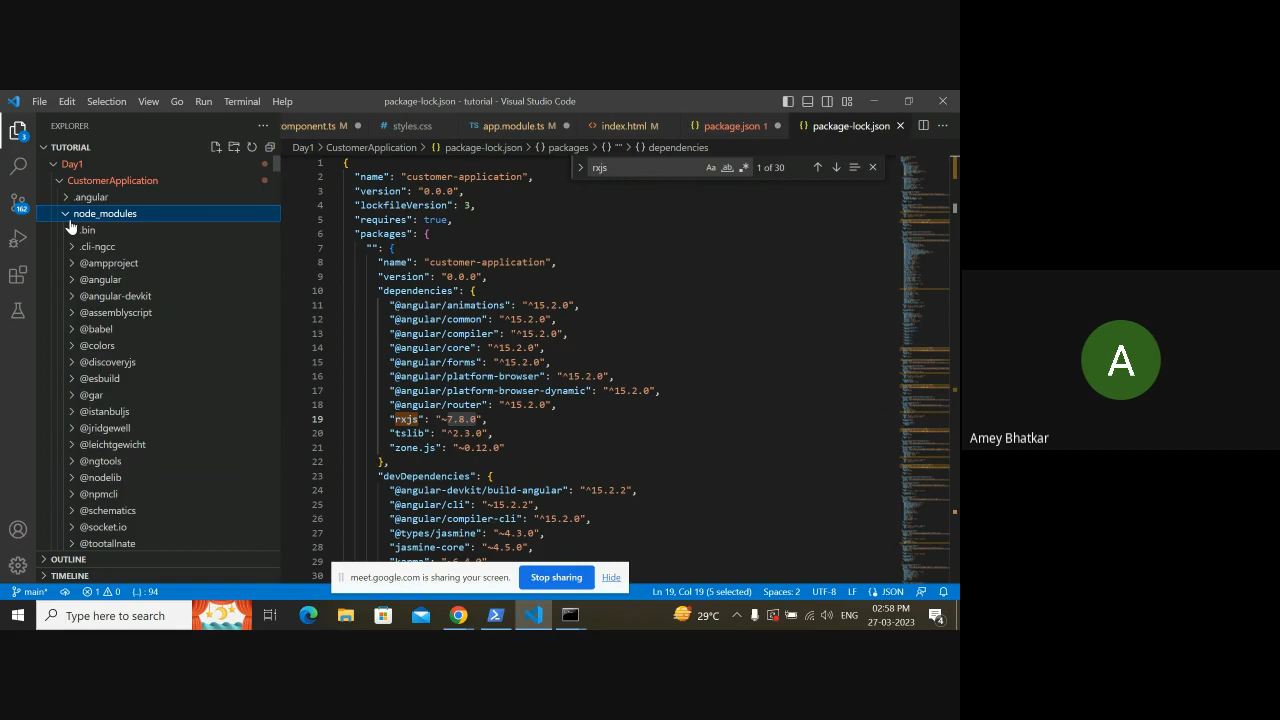 File Edit Selection View Go Run Terminal Help
package-lock.json - tutorial - Visual Studio Code
EXPLORER
omponent.ts M
styles.css
app.module.ts M
index.html M
package.json 1
package-lock.json
TUTORIAL
Day1 > CustomerApplication > package-lock.json > {} packages > {} "" > {} dependencies
rxjs
Aa ab
1 of 30
Day1
CustomerApplication
.angular
node_modules
.bin
.cli-ngcc
@ampproject
@angular
@angular-devkit
@assemblyscript
@babel
@colors
@discoveryjs
@esbuild
@gar
@istanbuljs
@jridgewell
@leichtgewicht
@ngtools
@nodelib
@npmcli
@schematics
@socket.io
@tootallnate
OUTLINE
TIMELINE
3
162
1 {
2 "name": "customer-application",
3 "version": "0.0.0",
4 "lockfileVersion": 3,
5 "requires": true,
6 "packages": {
7 "": {
8 "name": "customer-application",
9 "version": "0.0.0",
10 "dependencies": {
11 "@angular/animations": "^15.2.0",
12 "@angular/common": "^15.2.0",
13 "@angular/compiler": "^15.2.0",
14 "@angular/core": "^15.2.0",
15 "@angular/forms": "^15.2.0",
16 "@angular/platform-browser": "^15.2.0",
17 "@angular/platform-browser-dynamic": "^15.2.0",
18 "@angular/router": "^15.2.0",
19 "rxjs": "~7.8.0",
20 "tslib": "^2.3.0",
21 "zone.js": "~0.12.0"
22 },
23 "devDependencies": {
24 "@angular-devkit/build-angular": "^15.2.2",
25 "@angular/cli": "~15.2.2",
26 "@angular/compiler-cli": "^15.2.0",
27 "@types/jasmine": "~4.3.0",
28 "jasmine-core": "~4.5.0",
29
30
meet.google.com is sharing your screen.
Stop sharing
Hide
main*
1 0
{..} : 94
Ln 19, Col 19 (5 selected)
Spaces: 2
UTF-8
LF
{} JSON
Type here to search
29°C
ENG
02:58 PM
27-03-2023
4
A
Amey Bhatkar